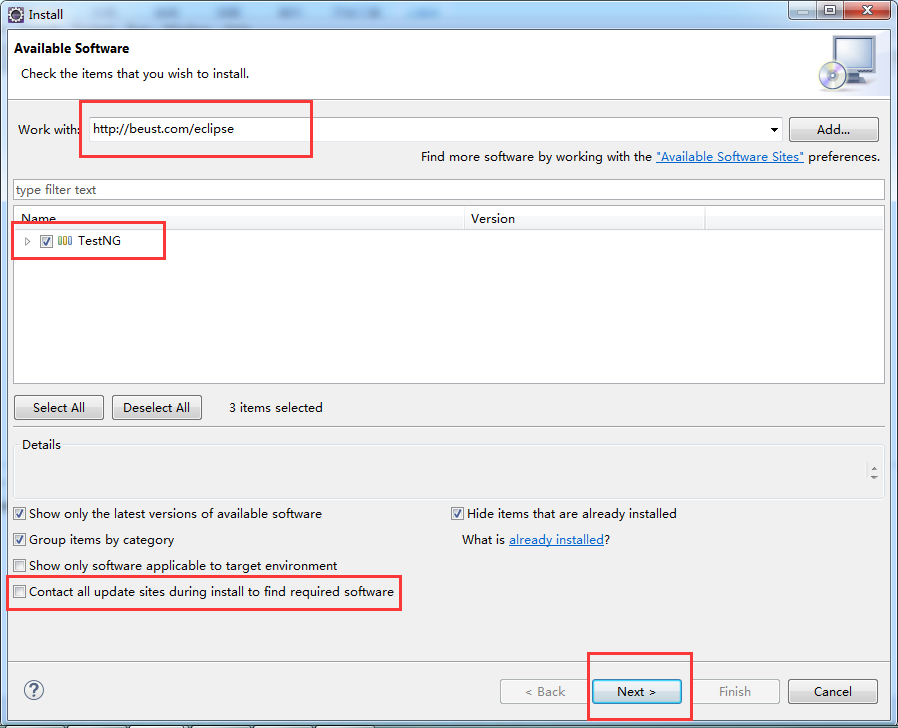 Install
Available Software
Check the items that you wish to install.
Work with: http://beust.com/eclipse Add...
Find more software by working with the "Available Software Sites" preferences.
type filter text
Name Version
TestNG
Select All Deselect All 3 items selected
Details
Show only the latest versions of available software Hide items that are already installed
Group items by category What is already installed?
Show only software applicable to target environment
Contact all update sites during install to find required software
? < Back Next > Finish Cancel